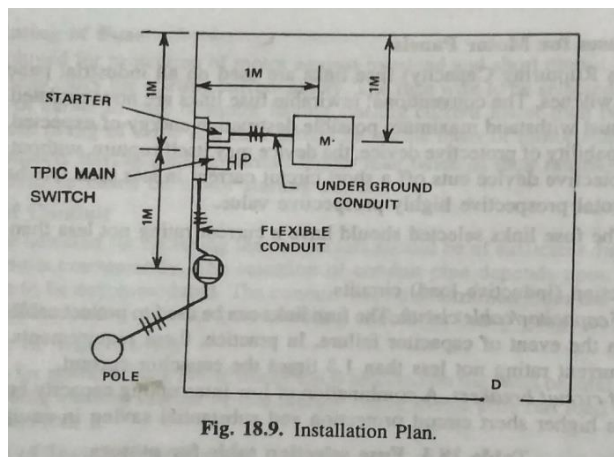 1M
1M
1M
STARTER
M
TPIC MAIN
SWITCH
HP
UNDER GROUND
CONDUIT
1M
FLEXIBLE
CONDUIT
POLE
D
Fig. 18.9. Installation Plan.